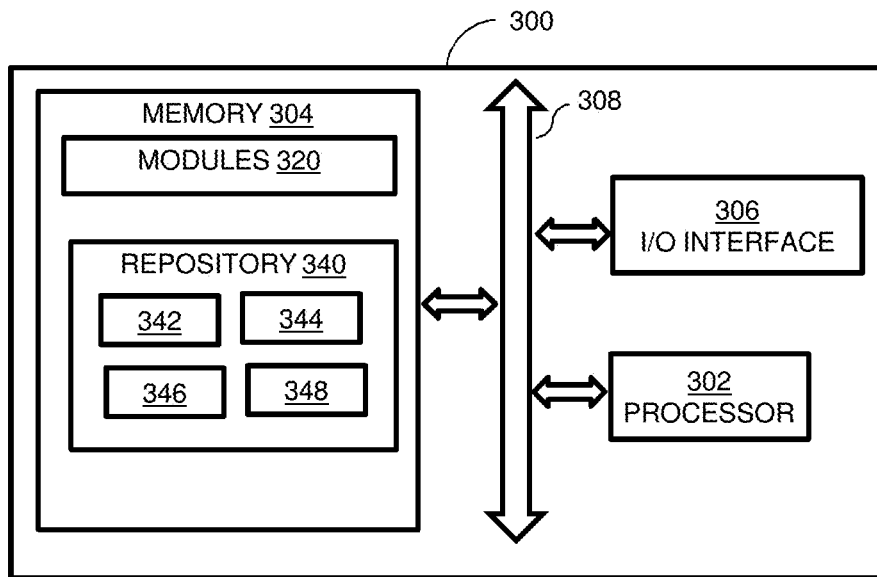 300
MEMORY 304
308
MODULES 320
306
I/O INTERFACE
REPOSITORY 340
342
344
346
348
302
PROCESSOR